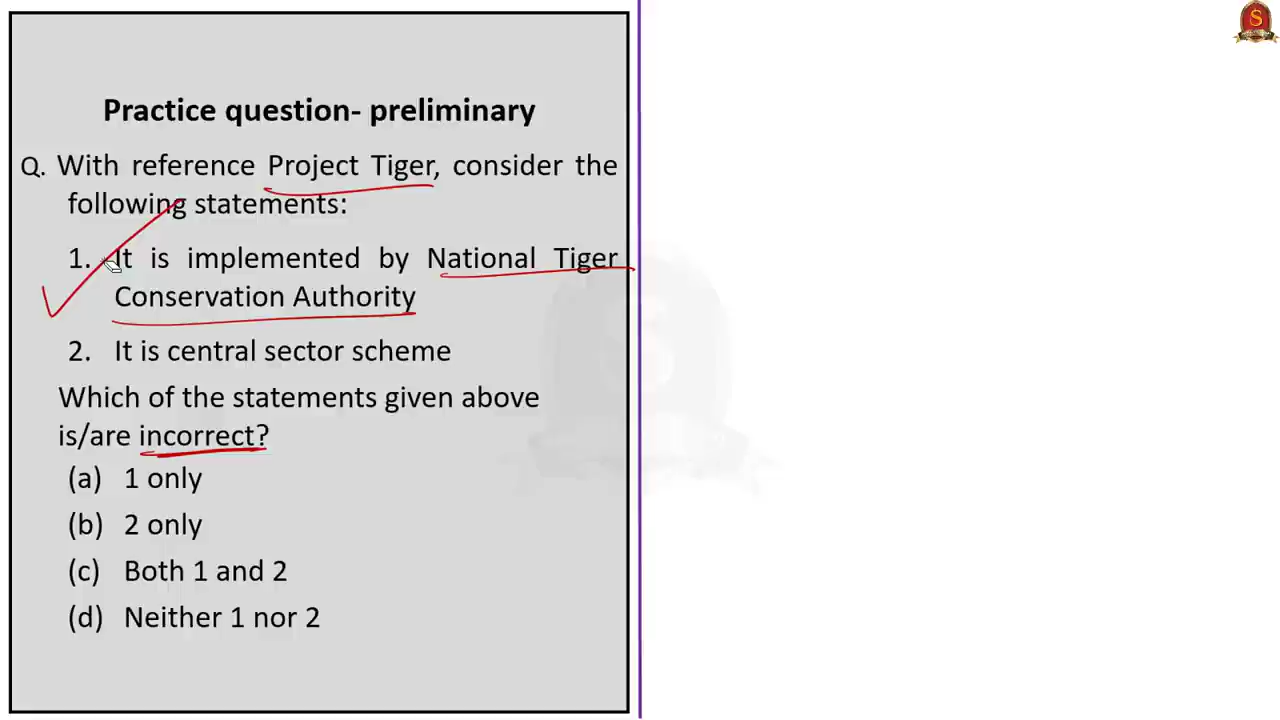 Practice question- preliminary
Q. With reference Project Tiger, consider the
following statements:
1. It is implemented by National Tiger
Conservation Authority
2. It is central sector scheme
Which of the statements given above
is/are incorrect?
(a) 1 only
(b) 2 only
(c) Both 1 and 2
(d) Neither 1 nor 2
S